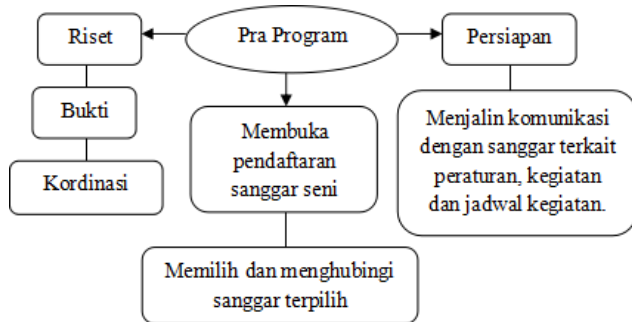 Riset
Pra Program
Persiapan
Bukti
Kordinasi
Membuka
pendaftaran
sanggar seni
Memilih dan menghubingi
sanggar terpilih
Menjalin komunikasi
dengan sanggar terkait
peraturan, kegiatan
dan jadwal kegiatan.